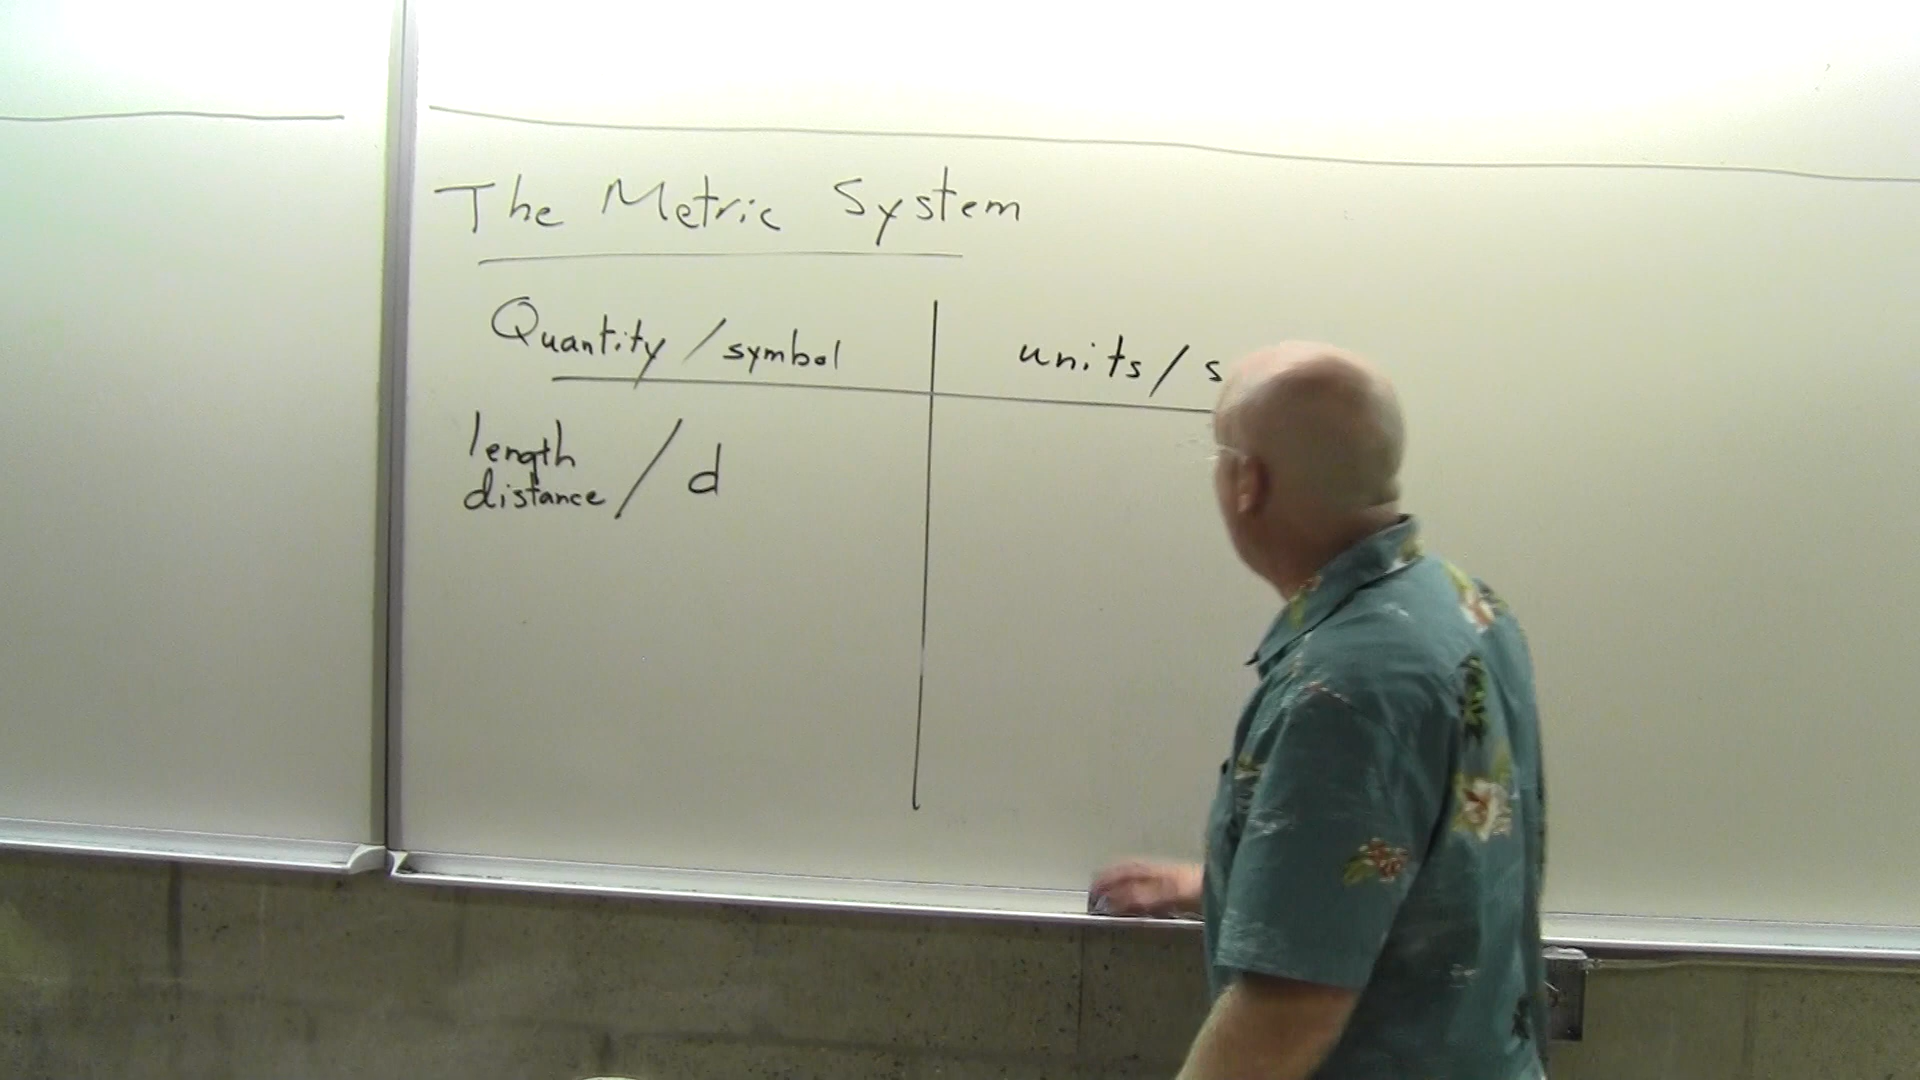 The Metric System
Quantity / symbol
units / s
length
distance / d